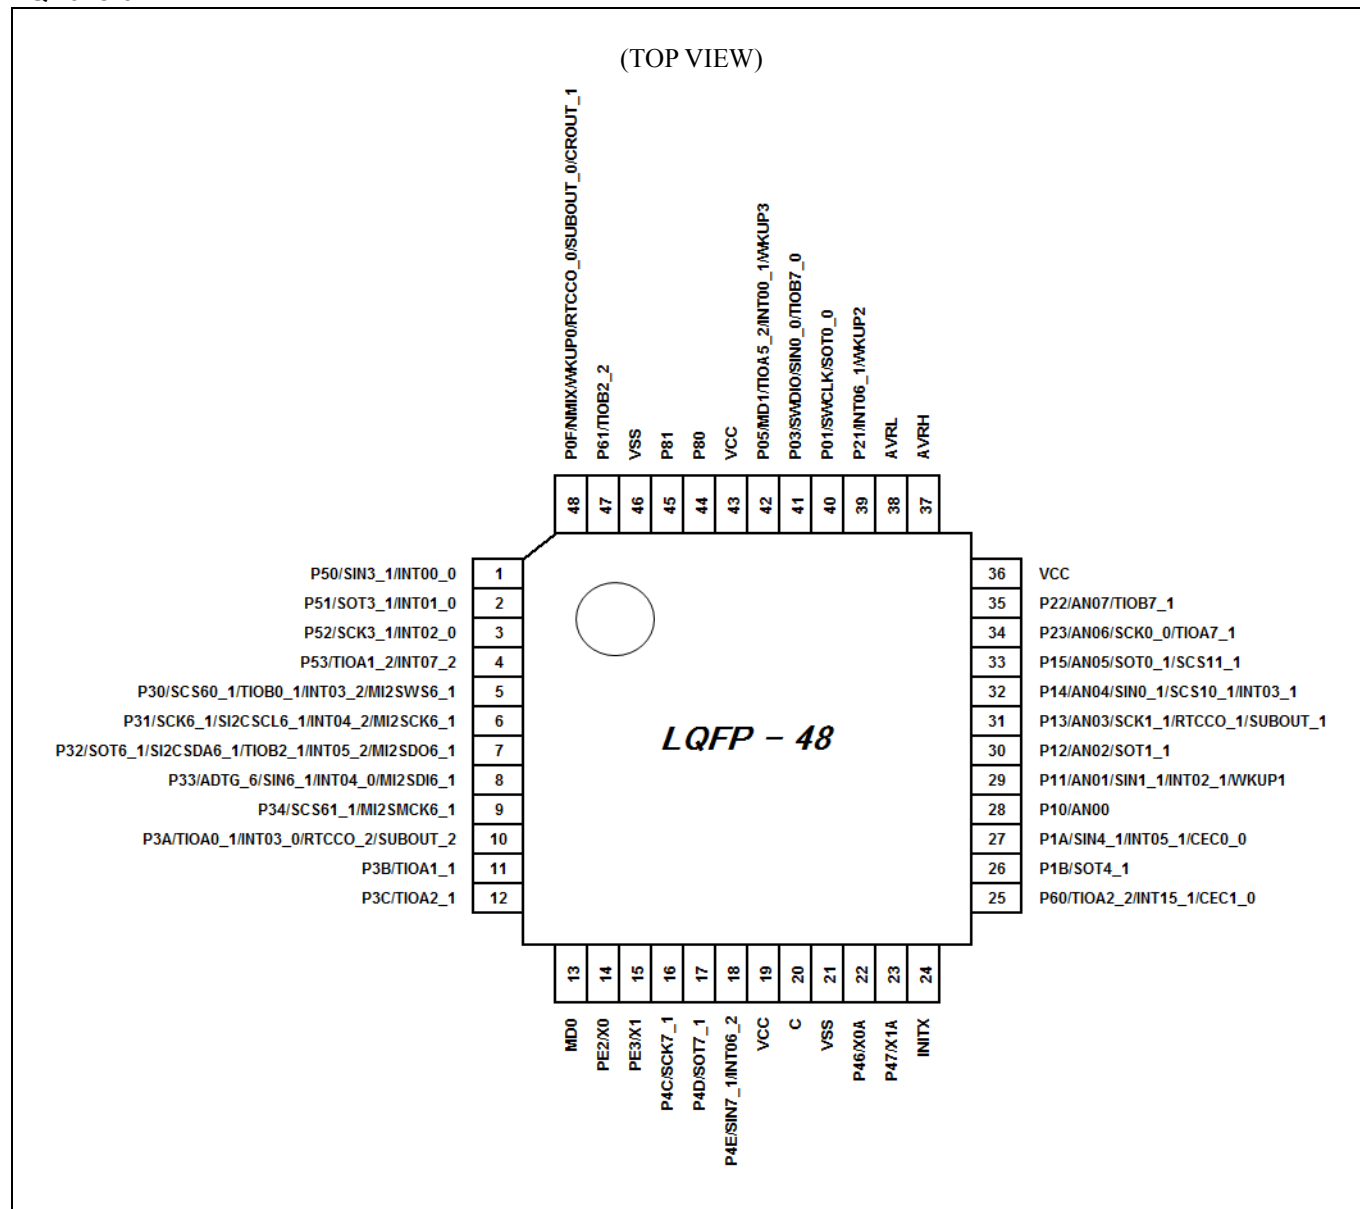 (TOP VIEW)
P0F/NMIX/WKUP0/RTCCO_0/SUBOUT_0/CROUT_1
P61/TIOB2_2
VSS
P81
P80
VCC
P05/MD1/TIOA5_2/INT00_1/WKUP3
P03/SWDIO/SIN0_0/TIOB7_0
P01/SWCLK/SOT0_0
P21/INT06_1/WKUP2
AVRL
AVRH
48
47
46
45
44
43
42
41
40
39
38
37
P50/SIN3_1/INT00_0 1
P51/SOT3_1/INT01_0 2
P52/SCK3_1/INT02_0 3
P53/TIOA1_2/INT07_2 4
P30/SCS60_1/TIOB0_1/INT03_2/MI2SWS6_1 5
P31/SCK6_1/SI2CSCL6_1/INT04_2/MI2SCK6_1 6
P32/SOT6_1/SI2CSDA6_1/TIOB2_1/INT05_2/MI2SDO6_1 7
P33/ADTG_6/SIN6_1/INT04_0/MI2SDI6_1 8
P34/SCS61_1/MI2SMCK6_1 9
P3A/TIOA0_1/INT03_0/RTCCO_2/SUBOUT_2 10
P3B/TIOA1_1 11
P3C/TIOA2_1 12
LQFP - 48
36 VCC
35 P22/AN07/TIOB7_1
34 P23/AN06/SCK0_0/TIOA7_1
33 P15/AN05/SOT0_1/SCS11_1
32 P14/AN04/SIN0_1/SCS10_1/INT03_1
31 P13/AN03/SCK1_1/RTCCO_1/SUBOUT_1
30 P12/AN02/SOT1_1
29 P11/AN01/SIN1_1/INT02_1/WKUP1
28 P10/AN00
27 P1A/SIN4_1/INT05_1/CEC0_0
26 P1B/SOT4_1
25 P60/TIOA2_2/INT15_1/CEC1_0
13
14
15
16
17
18
19
20
21
22
23
24
MD0
PE2/X0
PE3/X1
P4C/SCK7_1
P4D/SOT7_1
P4E/SIN7_1/INT06_2
VCC
C
VSS
P46/X0A
P47/X1A
INITX